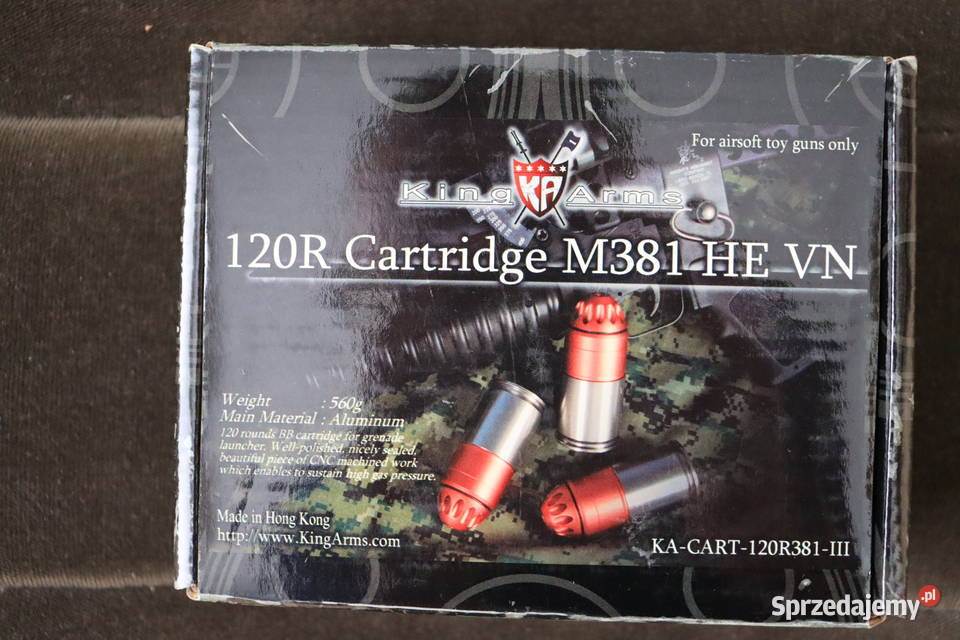 For airsoft toy guns only
King KA Arms
120R Cartridge M381 HE VN
Weight : 560g
Main Material : Aluminum
120 rounds BB cartridge for grenade
launcher, Well-polished, nicely sealed,
beautiful piece of CNC machined work
which enables to sustain high gas pressure.
Made in Hong Kong
http://www.KingArms.com
KA-CART-120R381-III
Sprzedajemy.pl